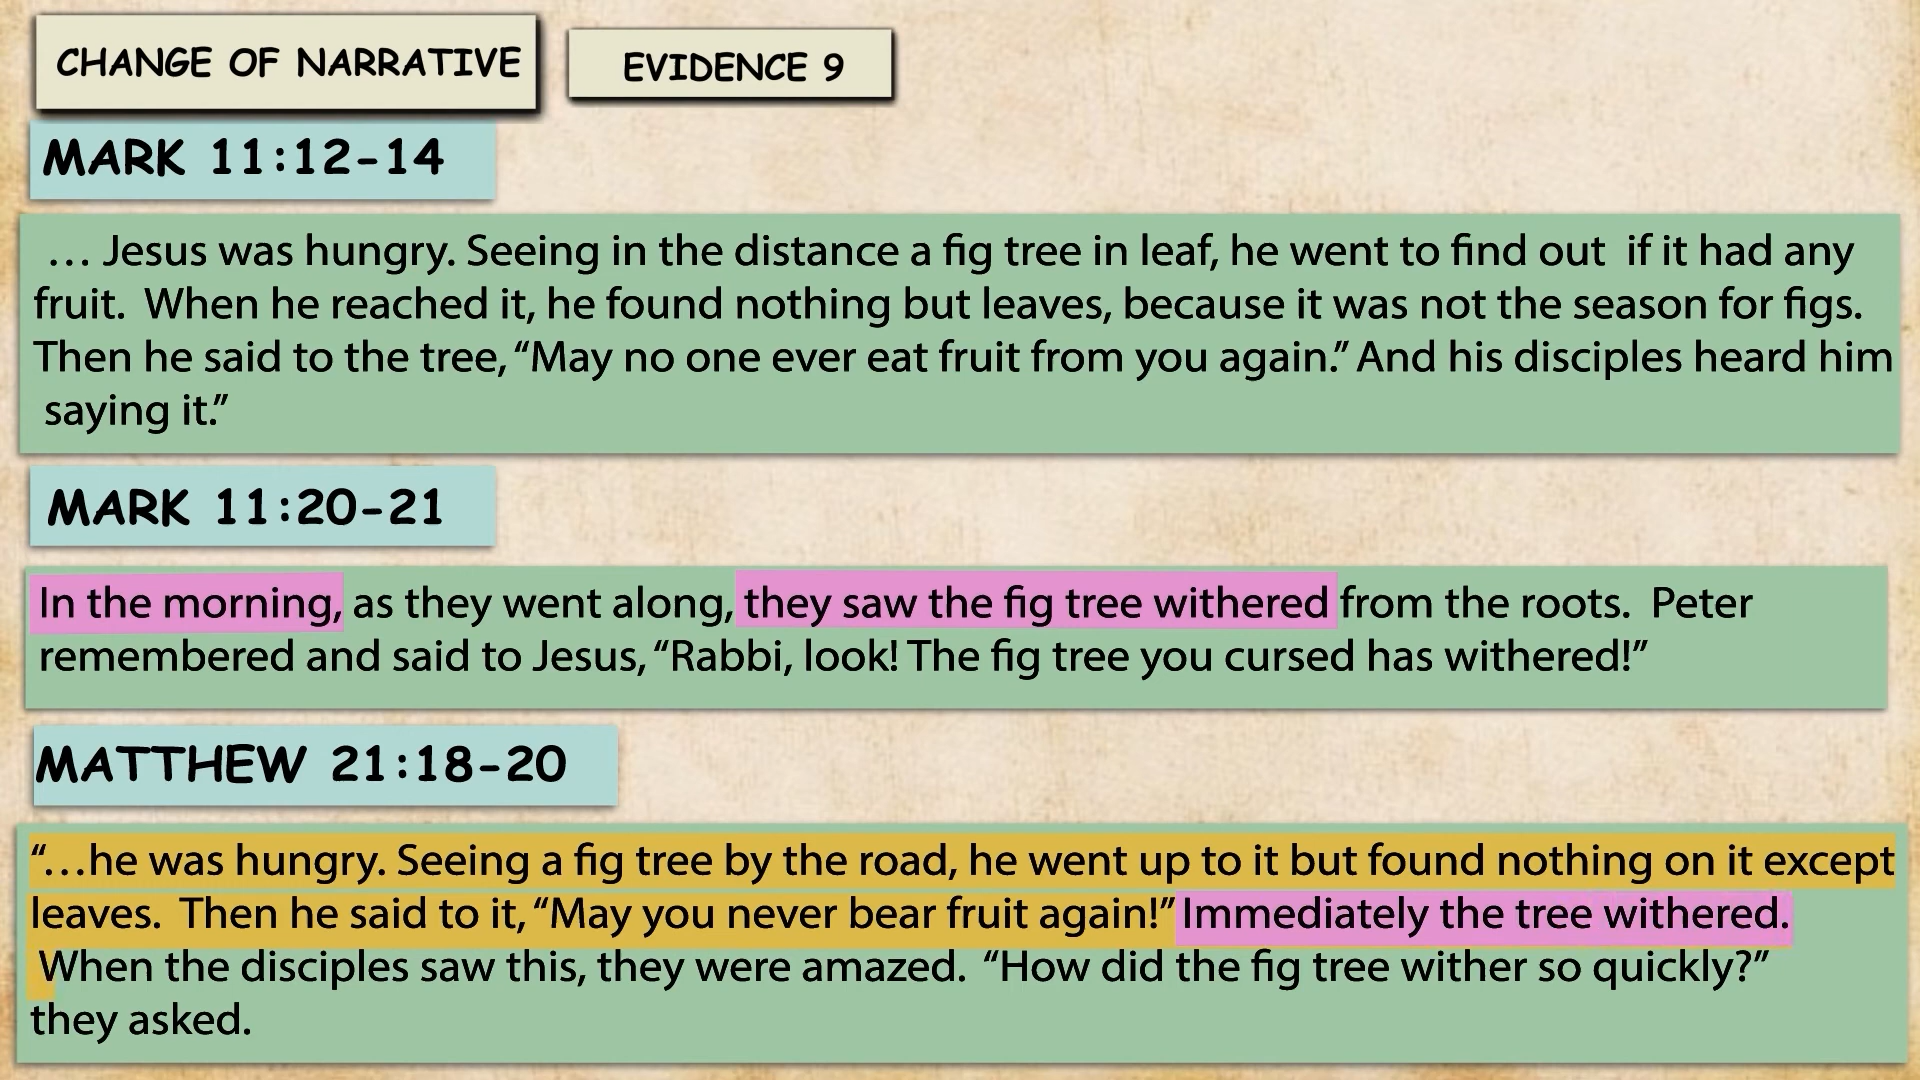 CHANGE OF NARRATIVE
EVIDENCE 9
MARK 11:12-14
… Jesus was hungry. Seeing in the distance a fig tree in leaf, he went to find out if it had any
fruit. When he reached it, he found nothing but leaves, because it was not the season for figs.
Then he said to the tree, “May no one ever eat fruit from you again.” And his disciples heard him
saying it.”
MARK 11:20-21
In the morning, as they went along, they saw the fig tree withered from the roots. Peter
remembered and said to Jesus, “Rabbi, look! The fig tree you cursed has withered!”
MATTHEW 21:18-20
“…he was hungry. Seeing a fig tree by the road, he went up to it but found nothing on it except
leaves. Then he said to it, “May you never bear fruit again!” Immediately the tree withered.
When the disciples saw this, they were amazed. “How did the fig tree wither so quickly?”
they asked.